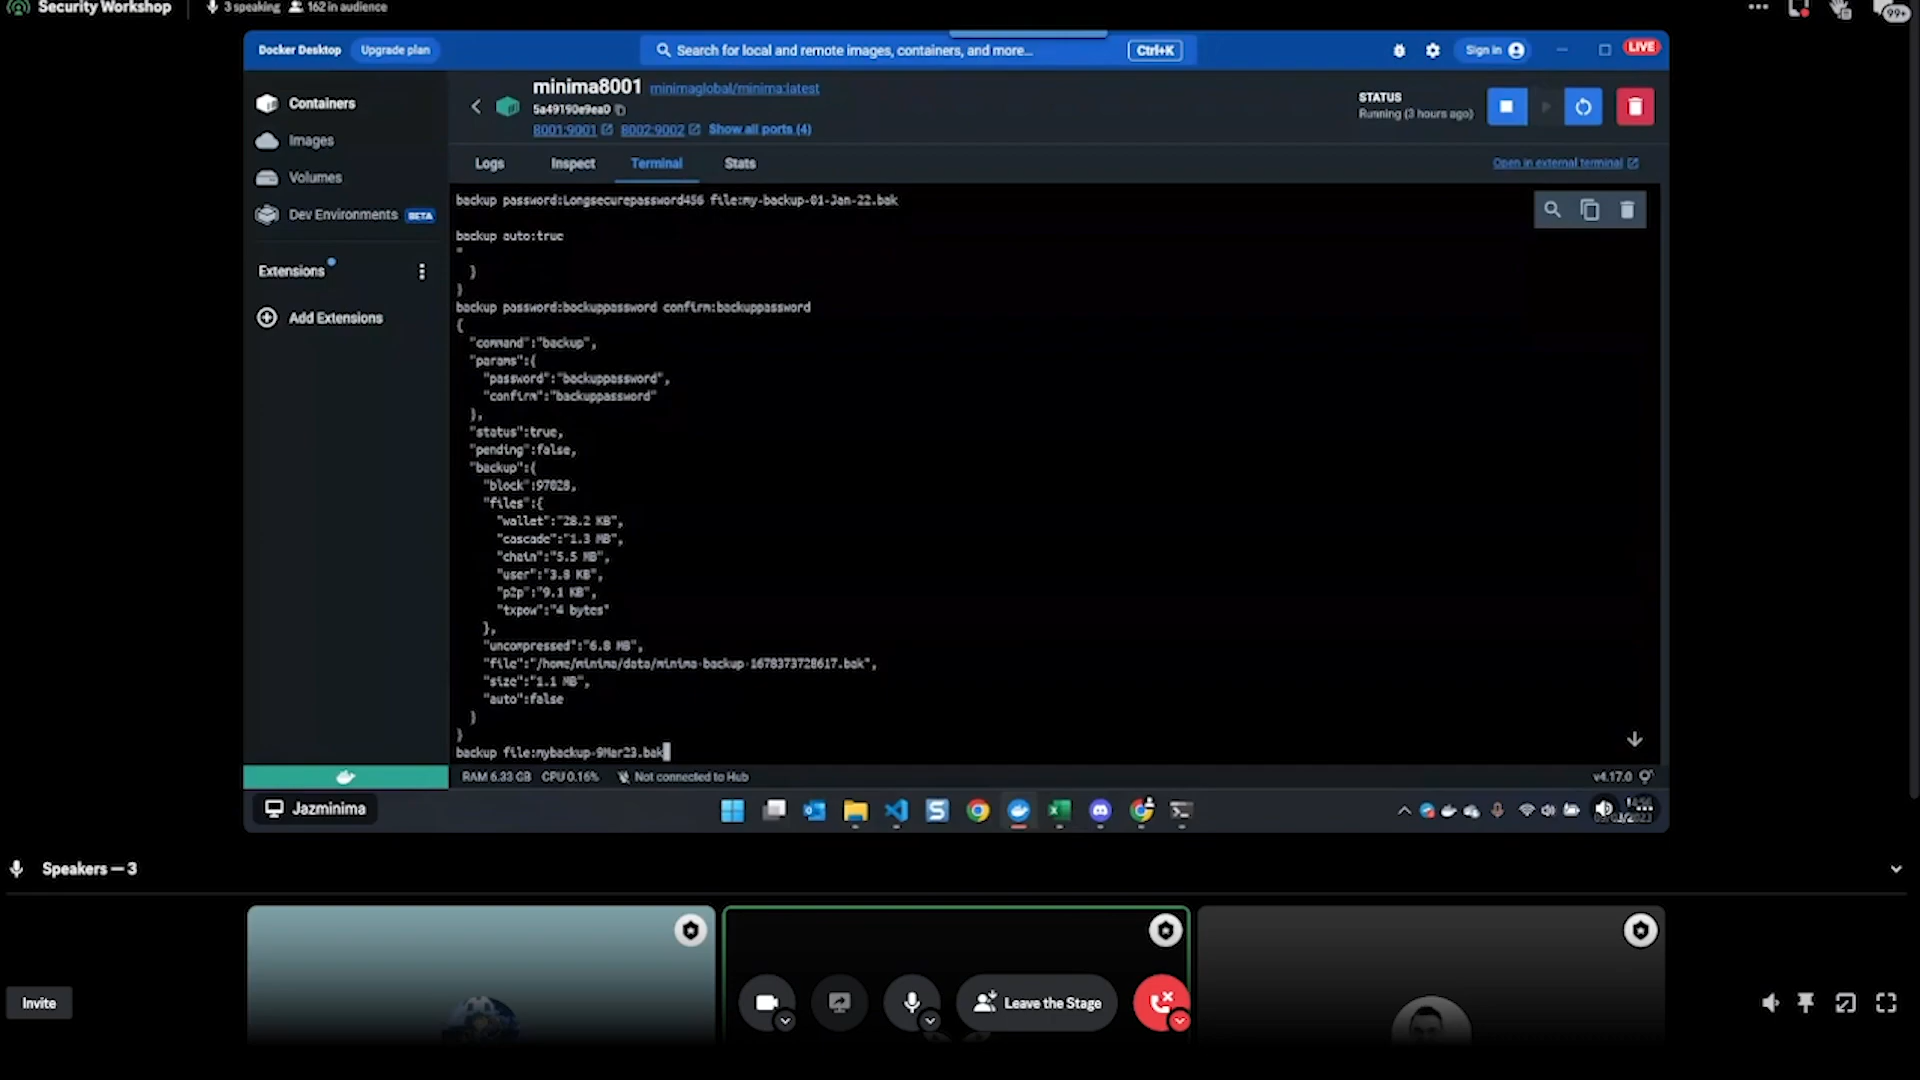 Security Workshop
3 speaking
162 in audience
99+
Docker Desktop
Upgrade plan
Search for local and remote images, containers, and more...
Ctrl+K
Sign in
LIVE
Containers
Images
Volumes
Dev Environments
BETA
Extensions
Add Extensions
minima8001
minimaglobal/minima:latest
5a49190e9ea0
8001:9001
8002:9002
Show all ports (4)
STATUS
Running (3 hours ago)
Logs
Inspect
Terminal
Stats
Open in external terminal
backup password:Longsecurepassword456 file:my-backup-01-Jan-22.bak
backup auto:true
"
}
}
backup password:backuppassword confirm:backuppassword
{
"command":"backup",
"params":{
"password":"backuppassword",
"confirm":"backuppassword"
},
"status":true,
"pending":false,
"backup":{
"block":97028,
"files":{
"wallet":"28.2 KB",
"cascade":"1.3 MB",
"chain":"5.5 MB",
"user":"3.8 KB",
"p2p":"9.1 KB",
"txpow":"4 bytes"
},
"uncompressed":"6.8 MB",
"file":"/home/minima/data/minima-backup-1678373728617.bak",
"size":"1.1 MB",
"auto":false
}
}
backup file:mybackup-9Mar23.bak
RAM 6.33 GB CPU 0.16% Not connected to Hub
v4.17.0
Jazminima
Speakers — 3
Invite
Leave the Stage